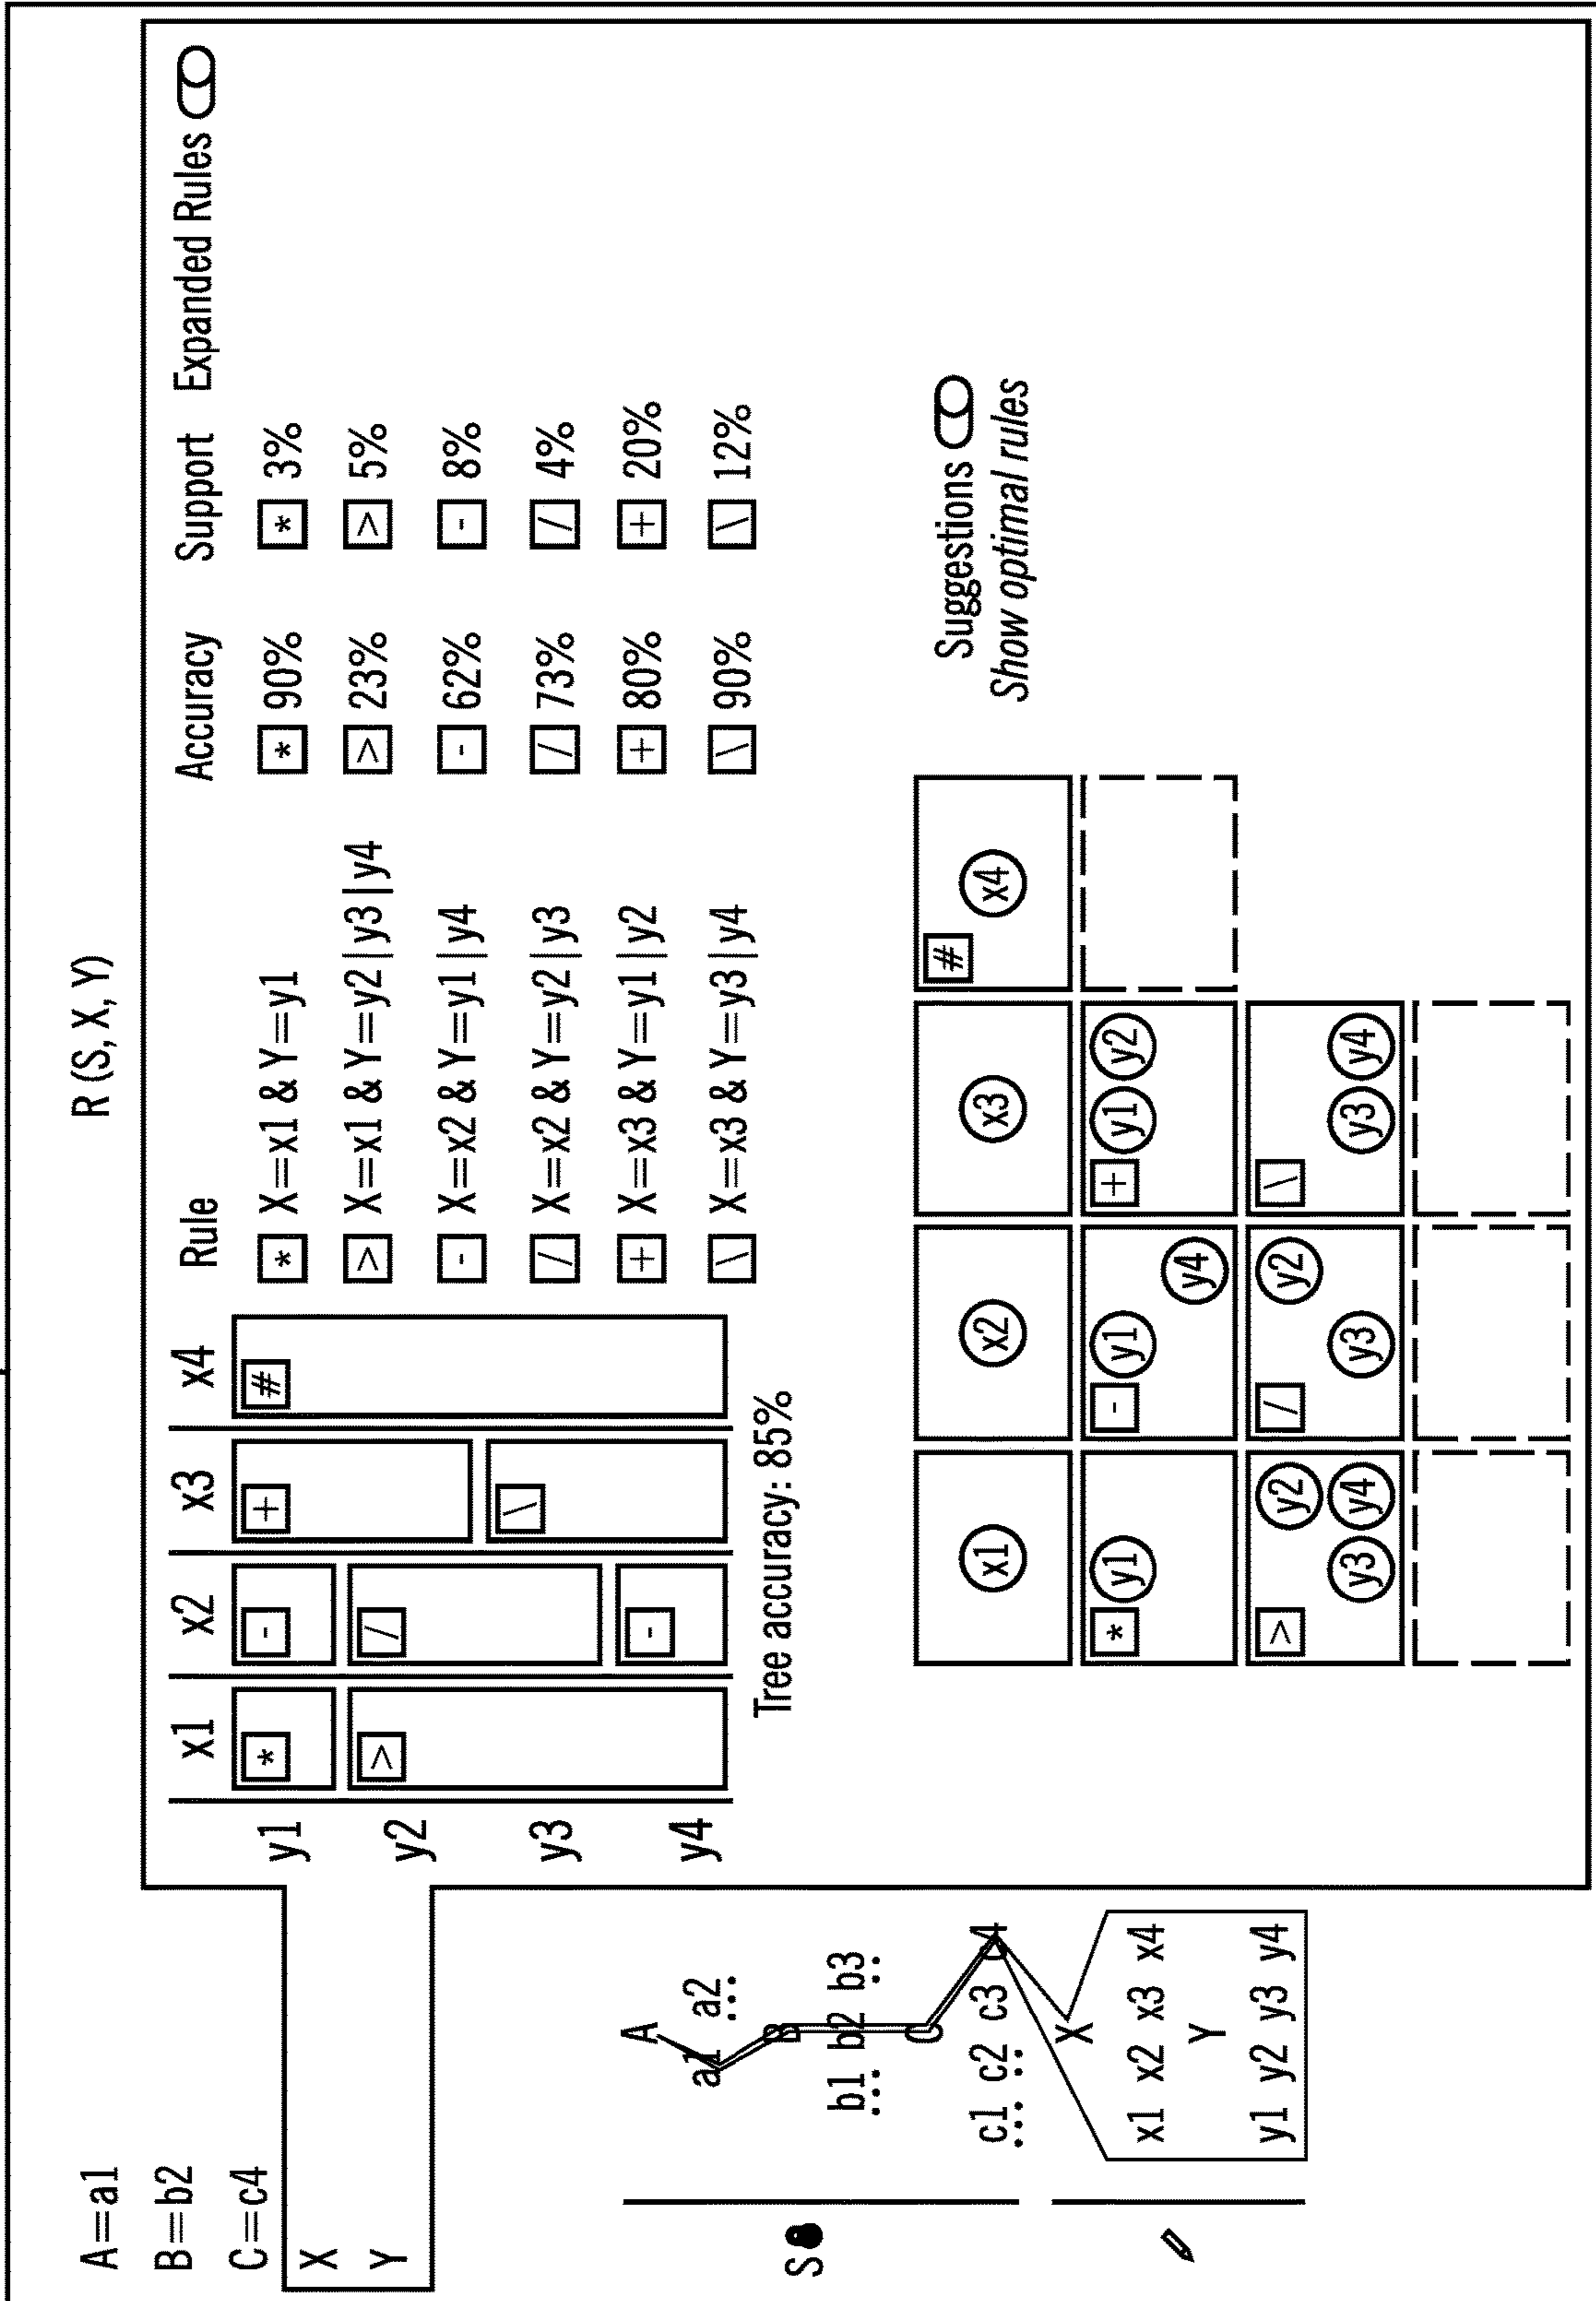 R (S, X, Y)
A==a1
B==b2
C==c4
X
Y
x1 x2 x3 x4
y1 * - + #
y2 > /
y3 \
y4 -
Tree accuracy: 85%
Rule Accuracy Support Expanded Rules
* X==x1 & Y==y1 * 90% * 3%
> X==x1 & Y==y2|y3|y4 > 23% > 5%
- X==x2 & Y==y1|y4 - 62% - 8%
/ X==x2 & Y==y2|y3 / 73% / 4%
+ X==x3 & Y==y1|y2 + 80% + 20%
\ X==x3 & Y==y3|y4 \ 90% \ 12%
S
A
a1 a2
... 
B
b1 b2 b3
... ..
C
c1 c2 c3 c4
... ..
X
x1 x2 x3 x4
Y
y1 y2 y3 y4
x1 x2 x3 # x4
* y1 - y1 y4 + y1 y2
> y2 y3 y4 / y2 y3 \ y3 y4
Suggestions
Show optimal rules